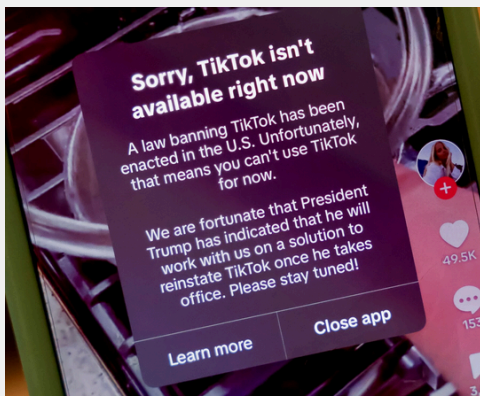 Sorry, TikTok isn't
available right now
A law banning TikTok has been
enacted in the U.S. Unfortunately,
that means you can't use TikTok
for now.
We are fortunate that President
Trump has indicated that he will
work with us on a solution to
reinstate TikTok once he takes
office. Please stay tuned!
Learn more
Close app
49.5K
153
3